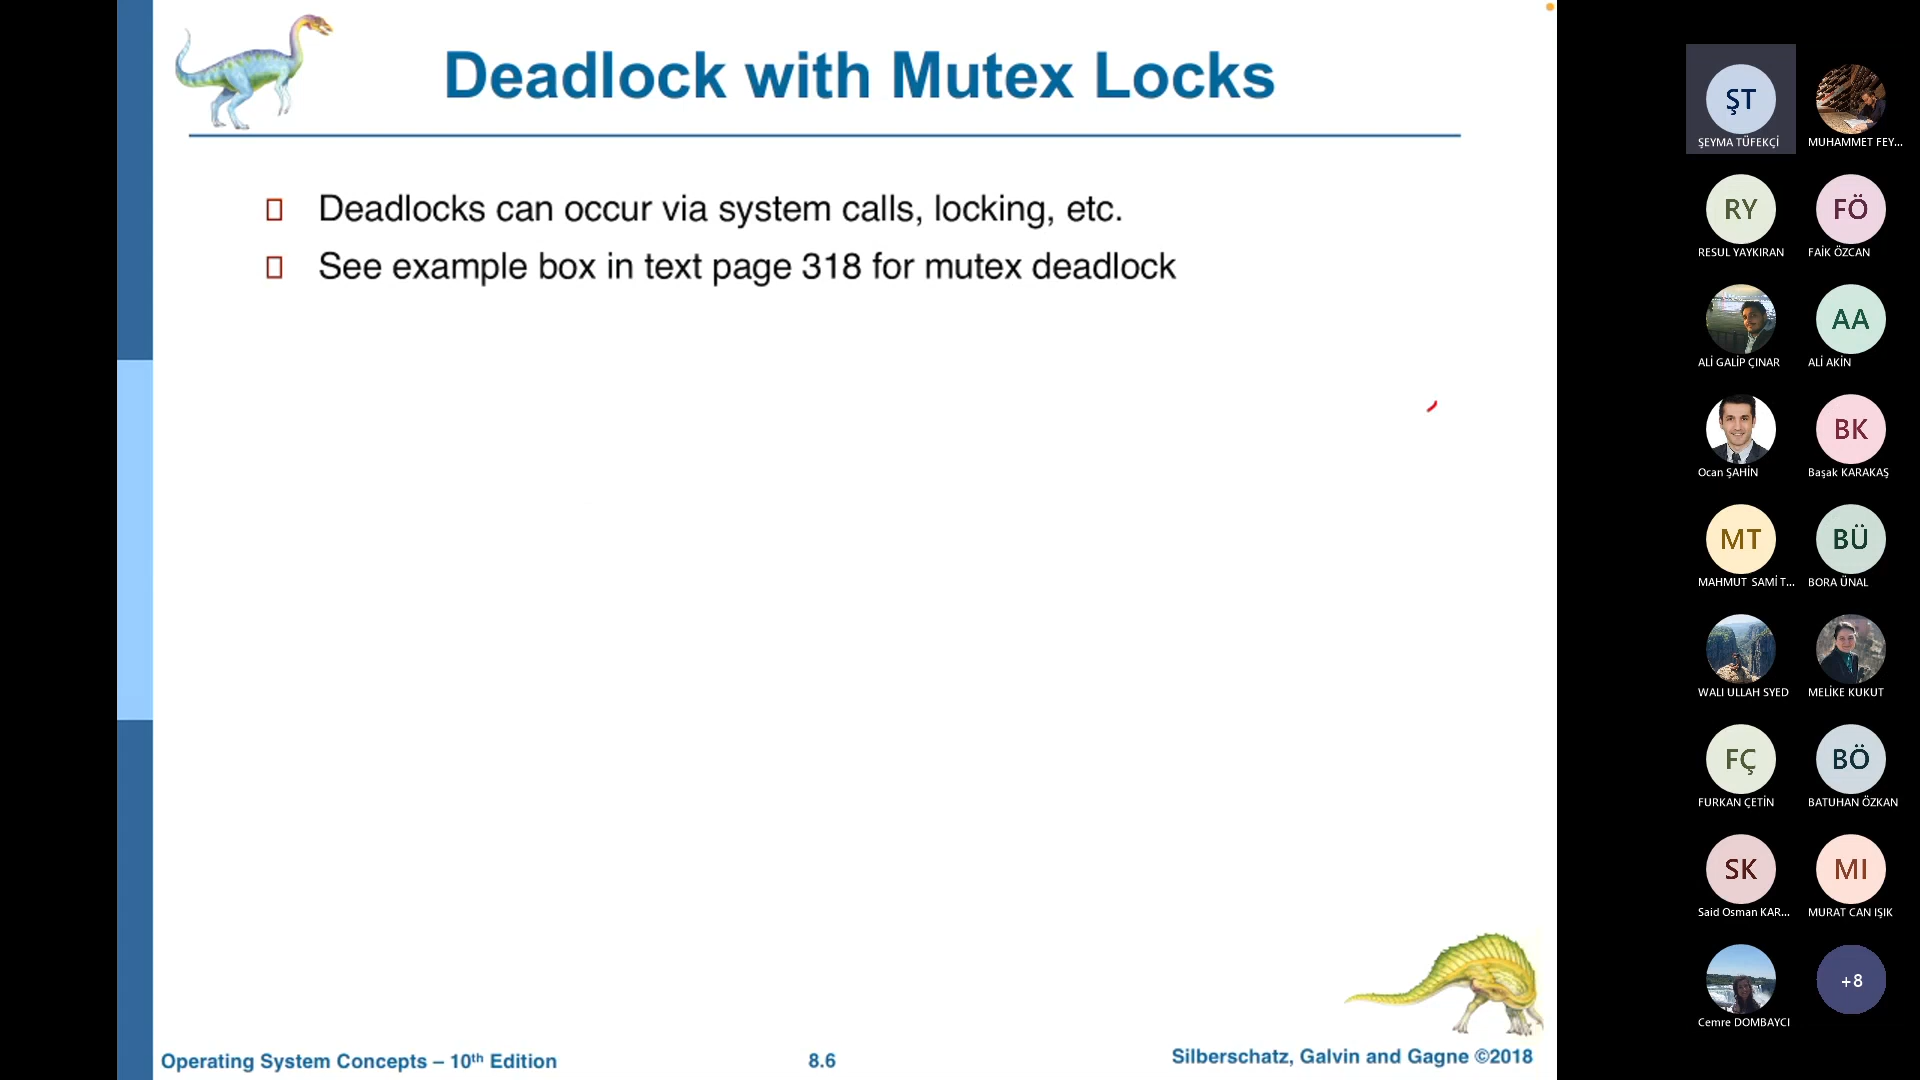 Deadlock with Mutex Locks
Deadlocks can occur via system calls, locking, etc.
See example box in text page 318 for mutex deadlock
Operating System Concepts – 10th Edition
8.6
Silberschatz, Galvin and Gagne ©2018
ŞT
ŞEYMA TÜFEKÇİ
MUHAMMET FEY...
RY
RESUL YAYKIRAN
FÖ
FAİK ÖZCAN
ALİ GALİP ÇINAR
AA
ALİ AKİN
Ocan ŞAHİN
BK
Başak KARAKAŞ
MT
MAHMUT SAMİ T...
BÜ
BORA ÜNAL
WALI ULLAH SYED
MELİKE KUKUT
FÇ
FURKAN ÇETİN
BÖ
BATUHAN ÖZKAN
SK
Said Osman KAR...
MI
MURAT CAN IŞIK
Cemre DOMBAYCI
+8